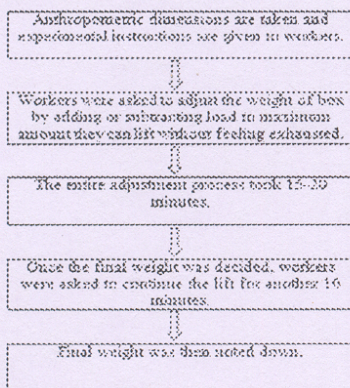 Anthropometric dimensions are taken and
experimental instructions are given to workers.
Workers were asked to adjust the weight of box
by adding or subtracting load to maximum
amount they can lift without feeling exhausted.
The entire adjustment process took 15-20
minutes.
Once the final weight was decided, workers
were asked to continue the lift for another 10
minutes.
Final weight was then noted down.